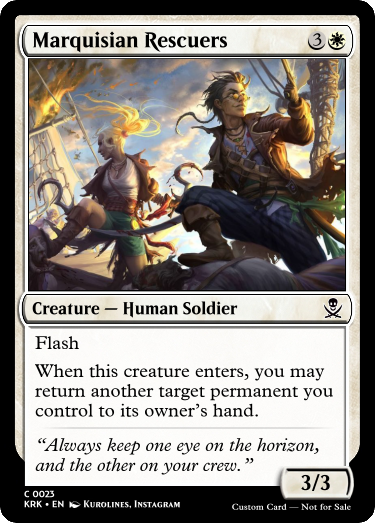 Marquisian Rescuers 3
Creature — Human Soldier
Flash
When this creature enters, you may
return another target permanent you
control to its owner's hand.
“Always keep one eye on the horizon,
and the other on your crew.”
3/3
C 0023
KRK • EN Kurolines, Instagram
Custom Card — Not for Sale